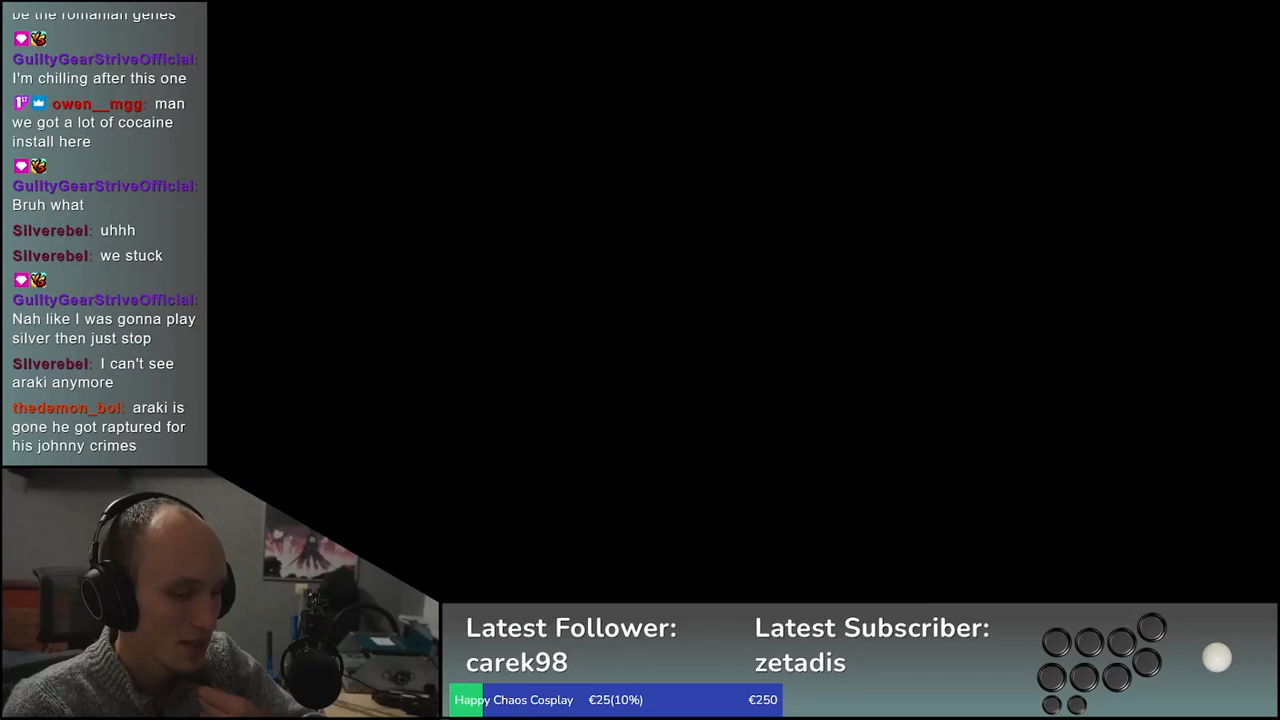 be the romanian genes
GuiltyGearStriveOfficial:
I'm chilling after this one
1ST owen__mgg: man
we got a lot of cocaine
install here
GuiltyGearStriveOfficial:
Bruh what
Silverebel: uhhh
Silverebel: we stuck
GuiltyGearStriveOfficial:
Nah like I was gonna play
silver then just stop
Silverebel: I can't see
araki anymore
thedemon_boi: araki is
gone he got raptured for
his johnny crimes
Latest Follower:
carek98
Latest Subscriber:
zetadis
Happy Chaos Cosplay €25(10%) €250